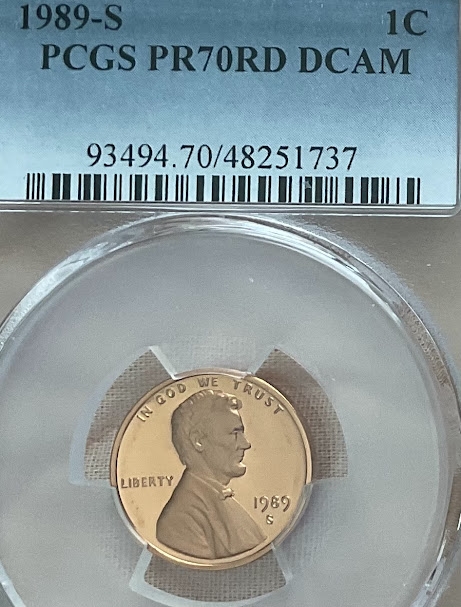 1989-S 1C
PCGS PR70RD DCAM
93494.70/48251737
IN GOD WE TRUST
LIBERTY
1989
S